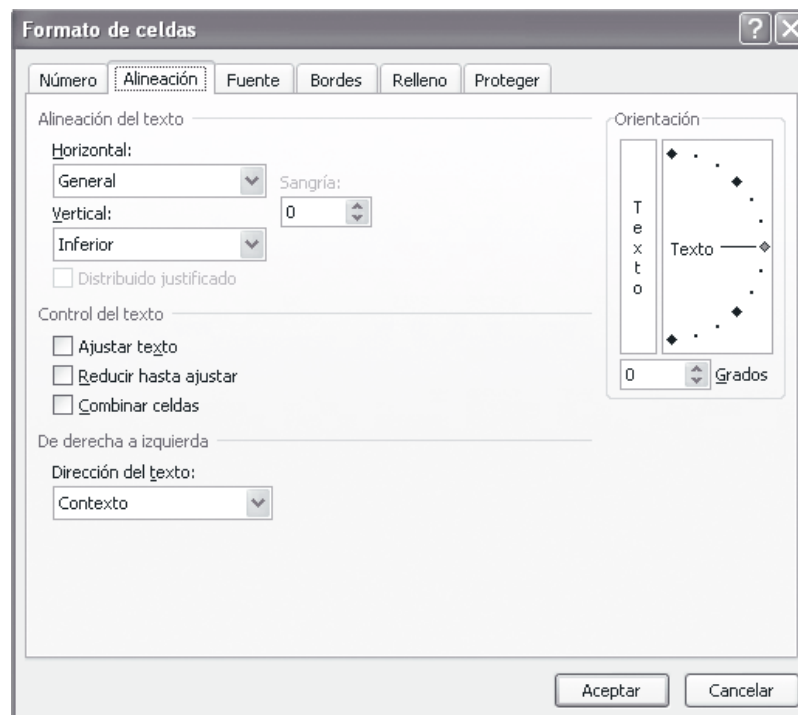 Formato de celdas
Número Alineación Fuente Bordes Relleno Proteger
Alineación del texto
Horizontal:
General
Sangría:
0
Vertical:
Inferior
Distribuido justificado
Control del texto
Ajustar texto
Reducir hasta ajustar
Combinar celdas
De derecha a izquierda
Dirección del texto:
Contexto
Orientación
Texto
Texto
0 Grados
Aceptar Cancelar